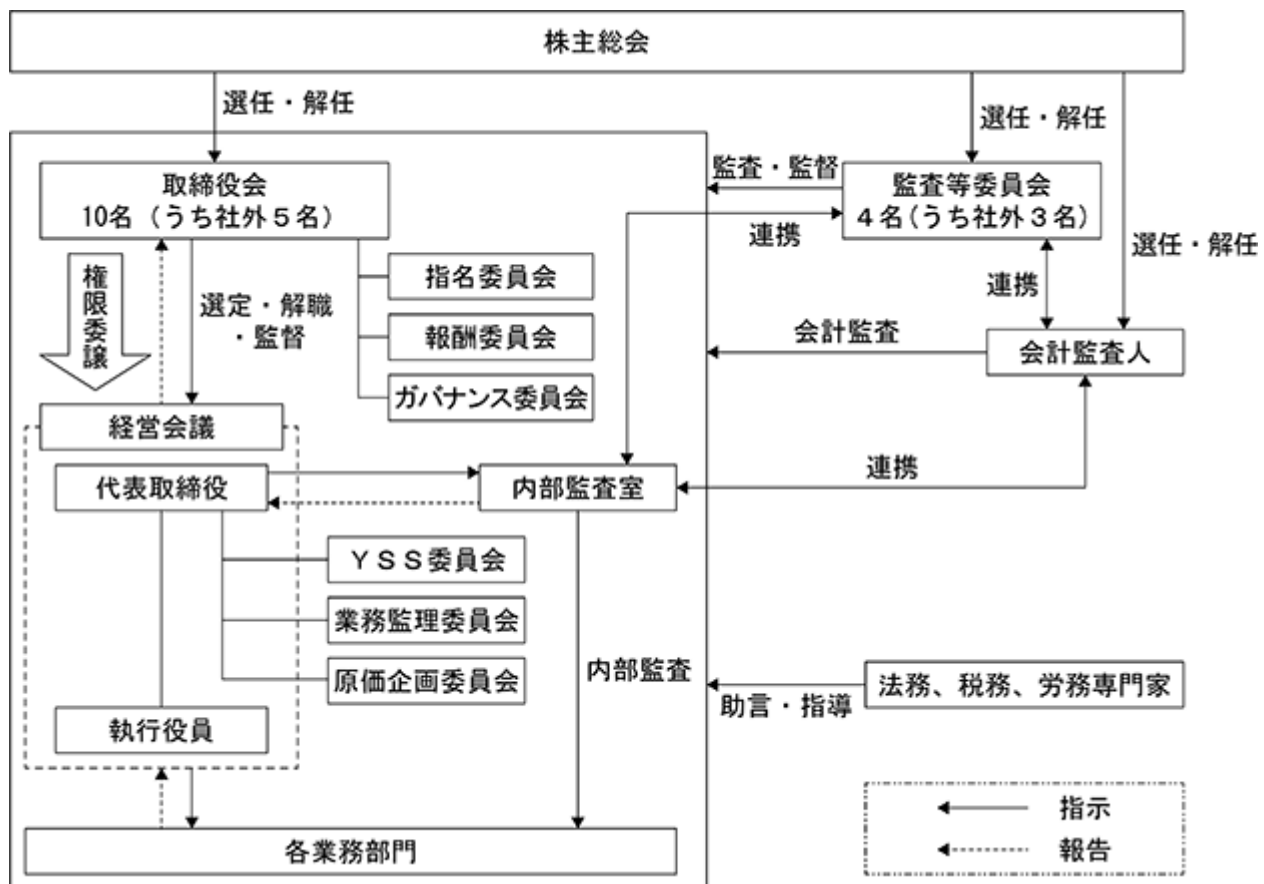 株主総会
選任・解任
選任・解任
選任・解任
監査・監督
取締役会
10名（うち社外５名）
監査等委員会
４名（うち社外３名）
連携
連携
権限委譲
選定・解職
・監督
指名委員会
報酬委員会
ガバナンス委員会
会計監査
会計監査人
経営会議
代表取締役
内部監査室
連携
ＹＳＳ委員会
業務監理委員会
原価企画委員会
内部監査
法務、税務、労務専門家
助言・指導
執行役員
指示
報告
各業務部門